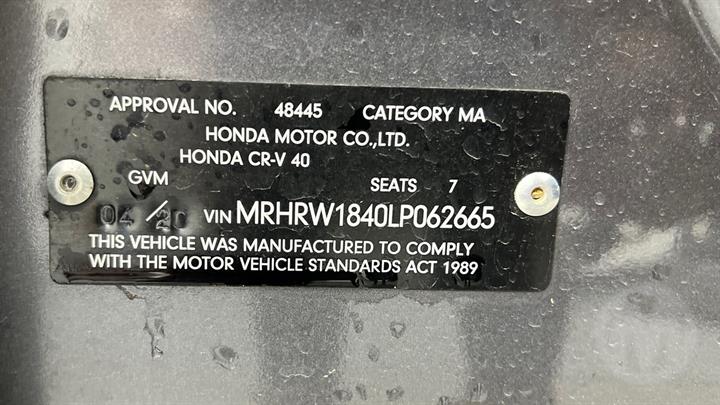 APPROVAL NO. 48445 CATEGORY MA
HONDA MOTOR CO.,LTD.
HONDA CR-V 40
GVM SEATS 7
04/20 VIN MRHRW1840LP062665
THIS VEHICLE WAS MANUFACTURED TO COMPLY
WITH THE MOTOR VEHICLE STANDARDS ACT 1989